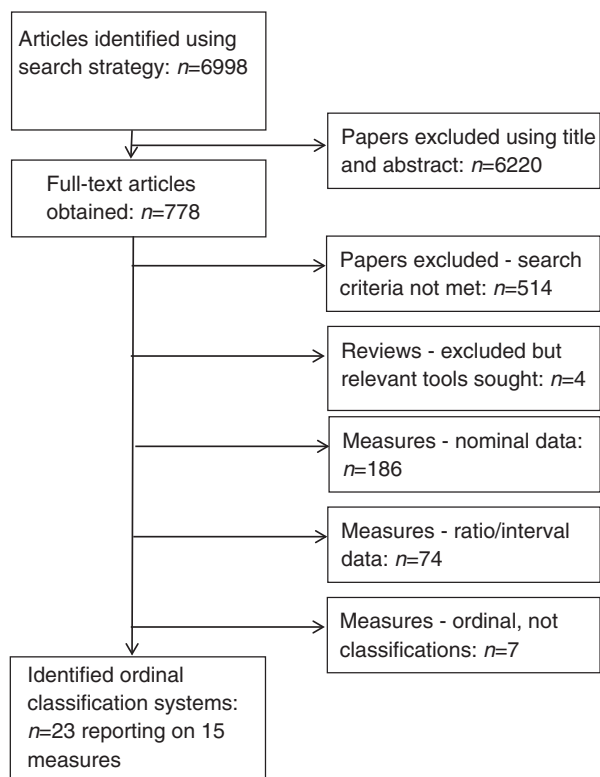 Articles identified using
search strategy: n=6998
Papers excluded using title
and abstract: n=6220
Full-text articles
obtained: n=778
Papers excluded - search
criteria not met: n=514
Reviews - excluded but
relevant tools sought: n=4
Measures - nominal data:
n=186
Measures - ratio/interval
data: n=74
Measures - ordinal, not
classifications: n=7
Identified ordinal
classification systems:
n=23 reporting on 15
measures